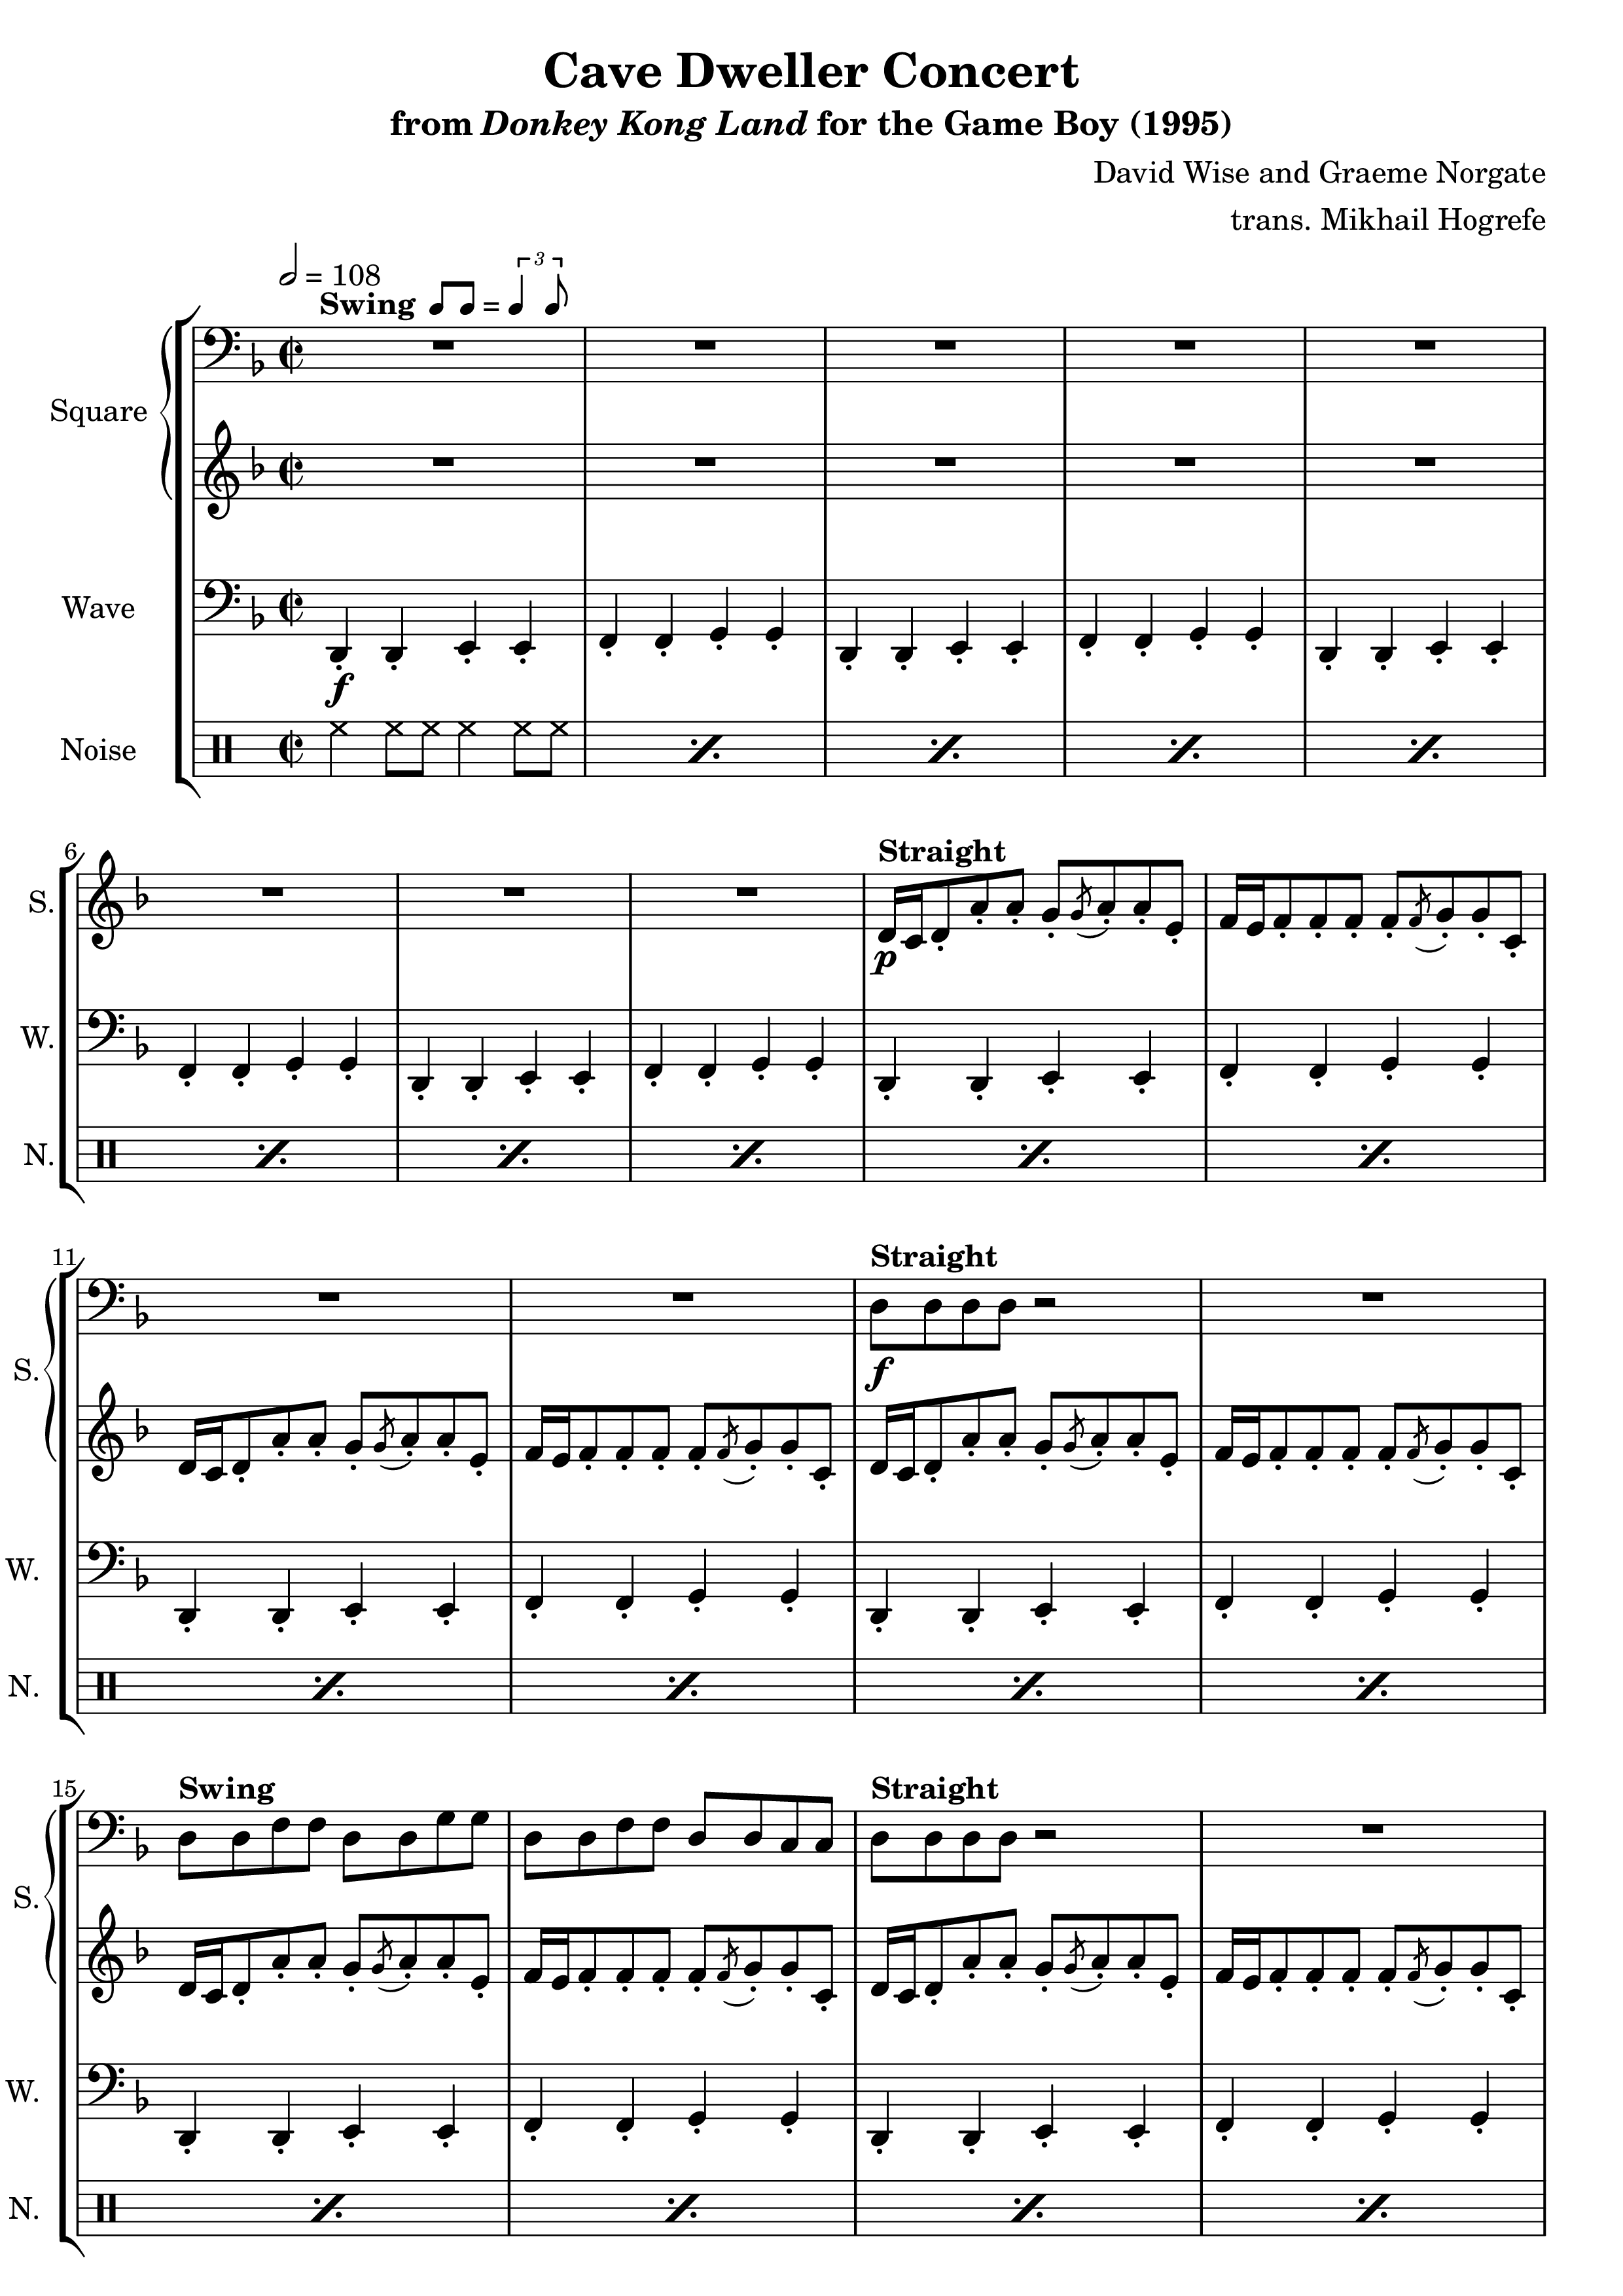 Cave Dweller Concert
from Donkey Kong Land for the Game Boy (1995)
David Wise and Graeme Norgate
trans. Mikhail Hogrefe
= 108
Swing = 3
Square
Wave
f
Noise
6
Straight
S.
p
W.
N.
11
Straight
S.
f
W.
N.
15
Swing
Straight
S.
W.
N.